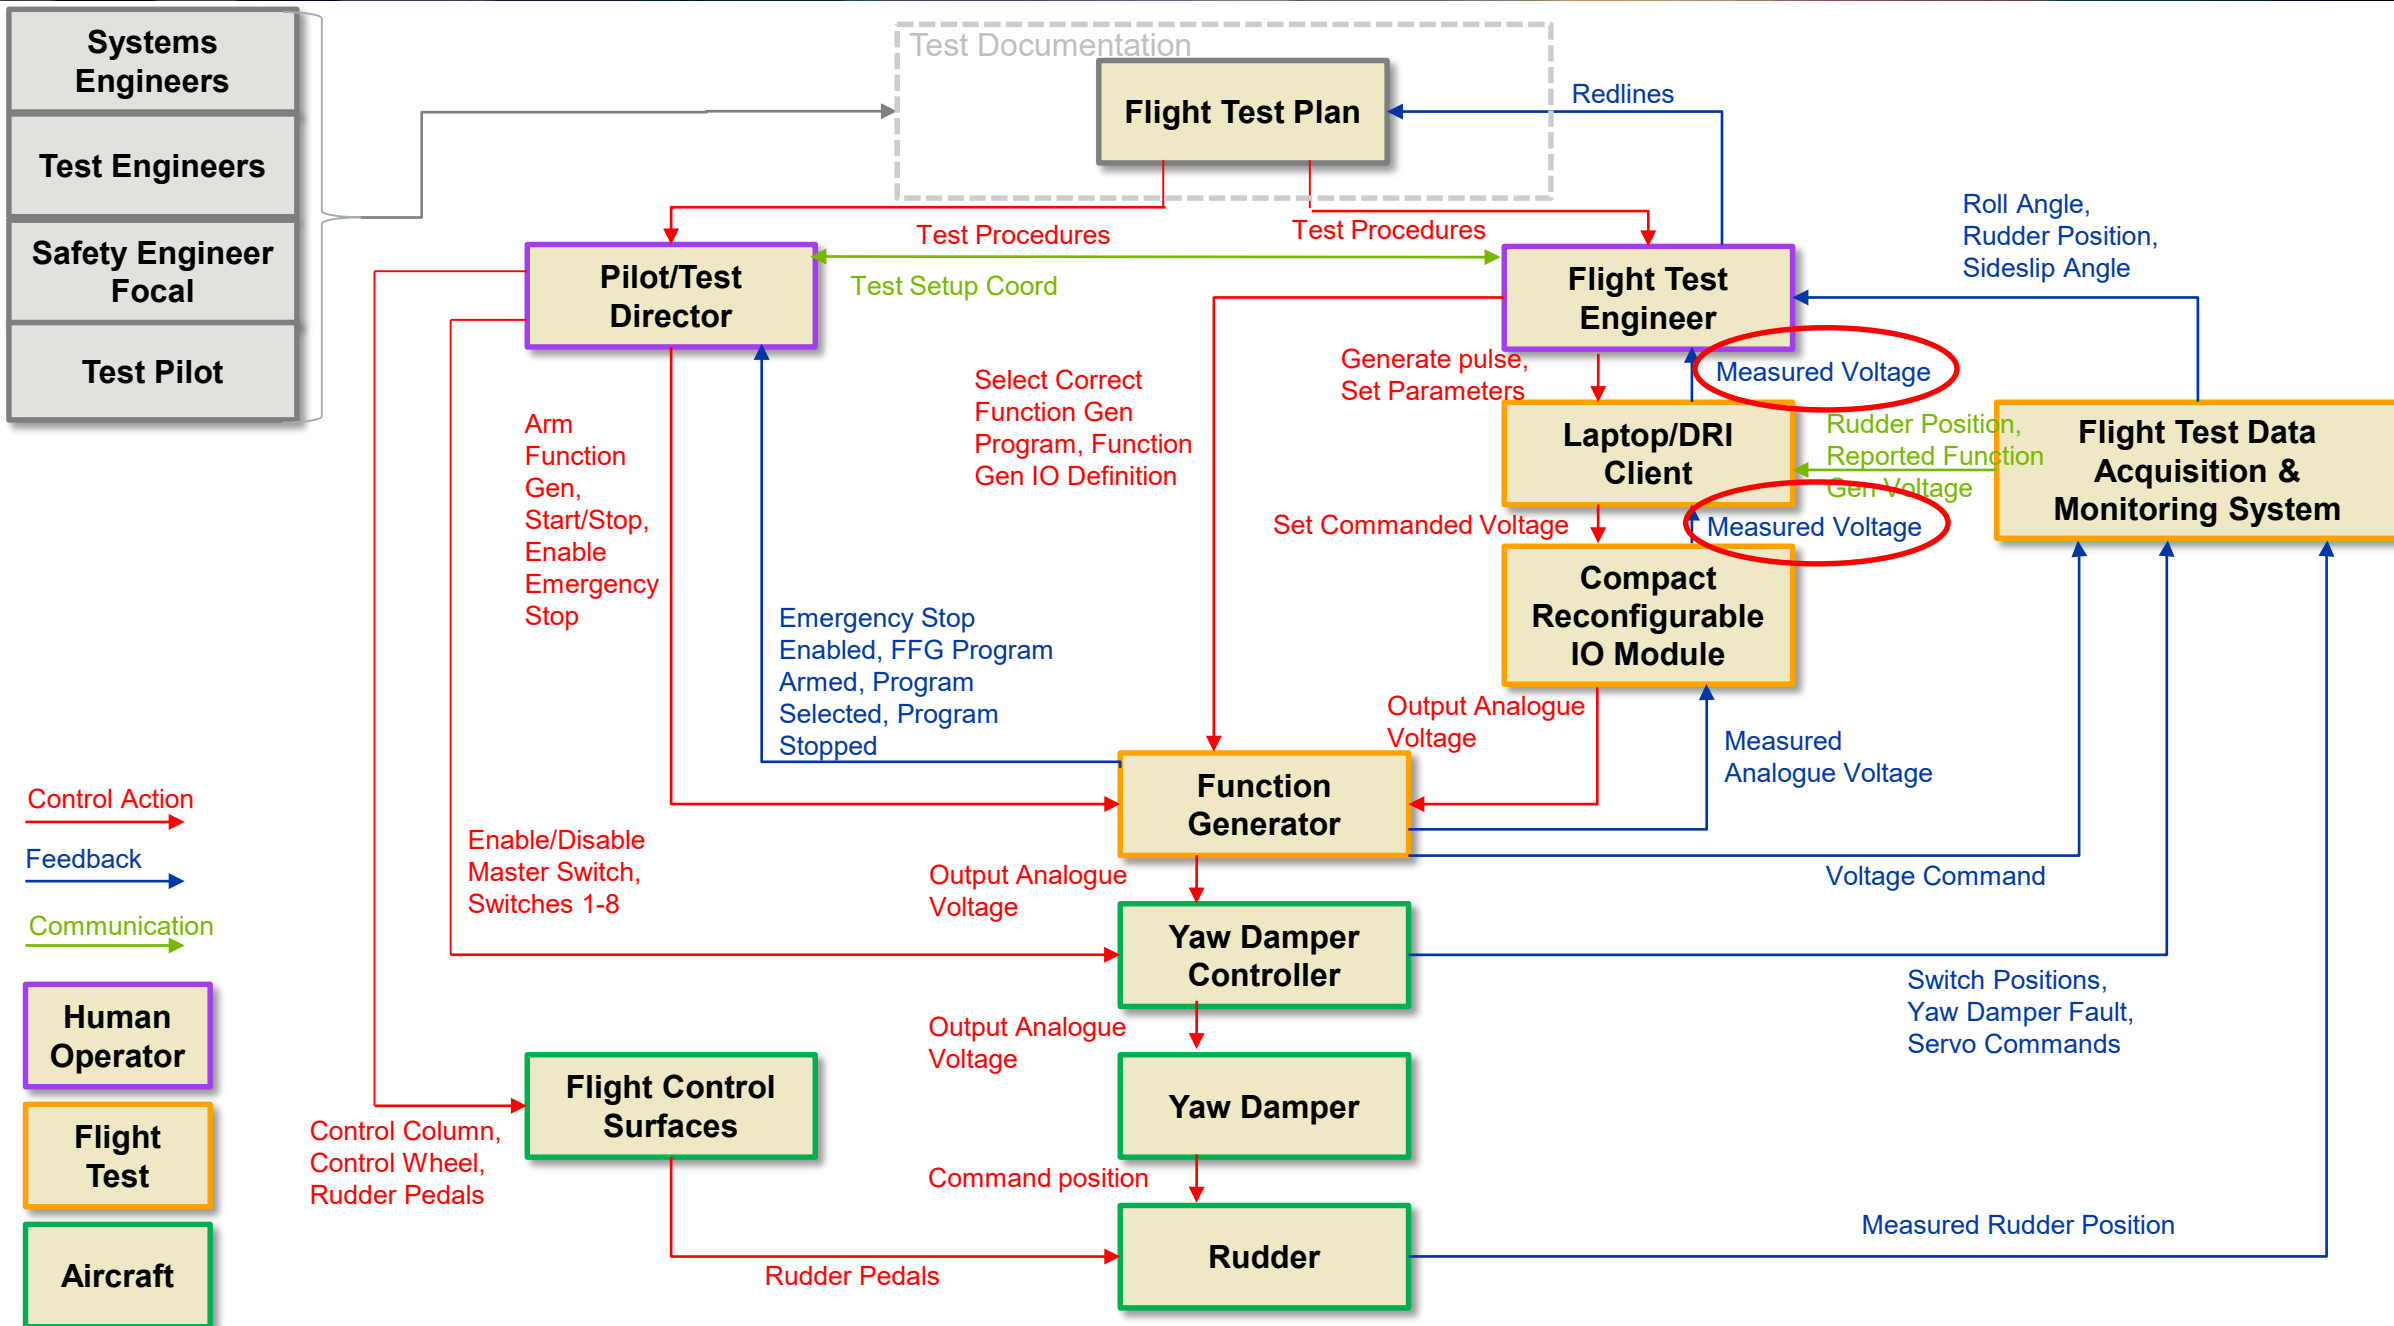 Systems
Engineers
Test Engineers
Safety Engineer
Focal
Test Pilot
Test Documentation
Flight Test Plan
Redlines
Test Procedures
Test Procedures
Test Setup Coord
Pilot/Test
Director
Flight Test
Engineer
Roll Angle,
Rudder Position,
Sideslip Angle
Generate pulse,
Set Parameters
Measured Voltage
Select Correct
Function Gen
Program, Function
Gen IO Definition
Arm
Function
Gen,
Start/Stop,
Enable
Emergency
Stop
Laptop/DRI
Client
Rudder Position,
Reported Function
Gen Voltage
Flight Test Data
Acquisition &
Monitoring System
Set Commanded Voltage
Measured Voltage
Compact
Reconfigurable
IO Module
Emergency Stop
Enabled, FFG Program
Armed, Program
Selected, Program
Stopped
Output Analogue
Voltage
Measured
Analogue Voltage
Function
Generator
Voltage Command
Control Action
Feedback
Communication
Enable/Disable
Master Switch,
Switches 1-8
Output Analogue
Voltage
Yaw Damper
Controller
Switch Positions,
Yaw Damper Fault,
Servo Commands
Output Analogue
Voltage
Human
Operator
Flight Control
Surfaces
Yaw Damper
Control Column,
Control Wheel,
Rudder Pedals
Flight
Test
Command position
Rudder
Measured Rudder Position
Rudder Pedals
Aircraft